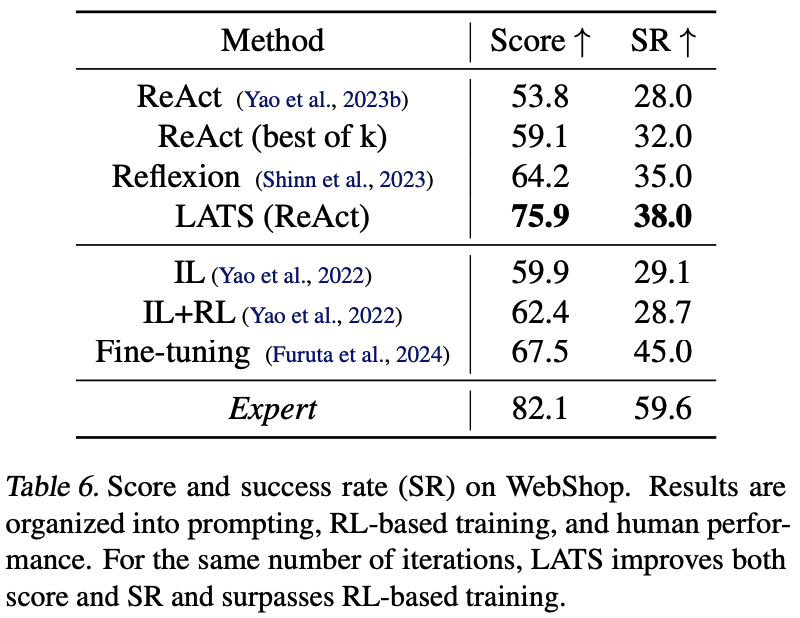 Method Score ↑ SR ↑
ReAct (Yao et al., 2023b) 53.8 28.0
ReAct (best of k) 59.1 32.0
Reflexion (Shinn et al., 2023) 64.2 35.0
LATS (ReAct) 75.9 38.0
IL (Yao et al., 2022) 59.9 29.1
IL+RL (Yao et al., 2022) 62.4 28.7
Fine-tuning (Furuta et al., 2024) 67.5 45.0
Expert 82.1 59.6
Table 6. Score and success rate (SR) on WebShop. Results are
organized into prompting, RL-based training, and human perfor-
mance. For the same number of iterations, LATS improves both
score and SR and surpasses RL-based training.